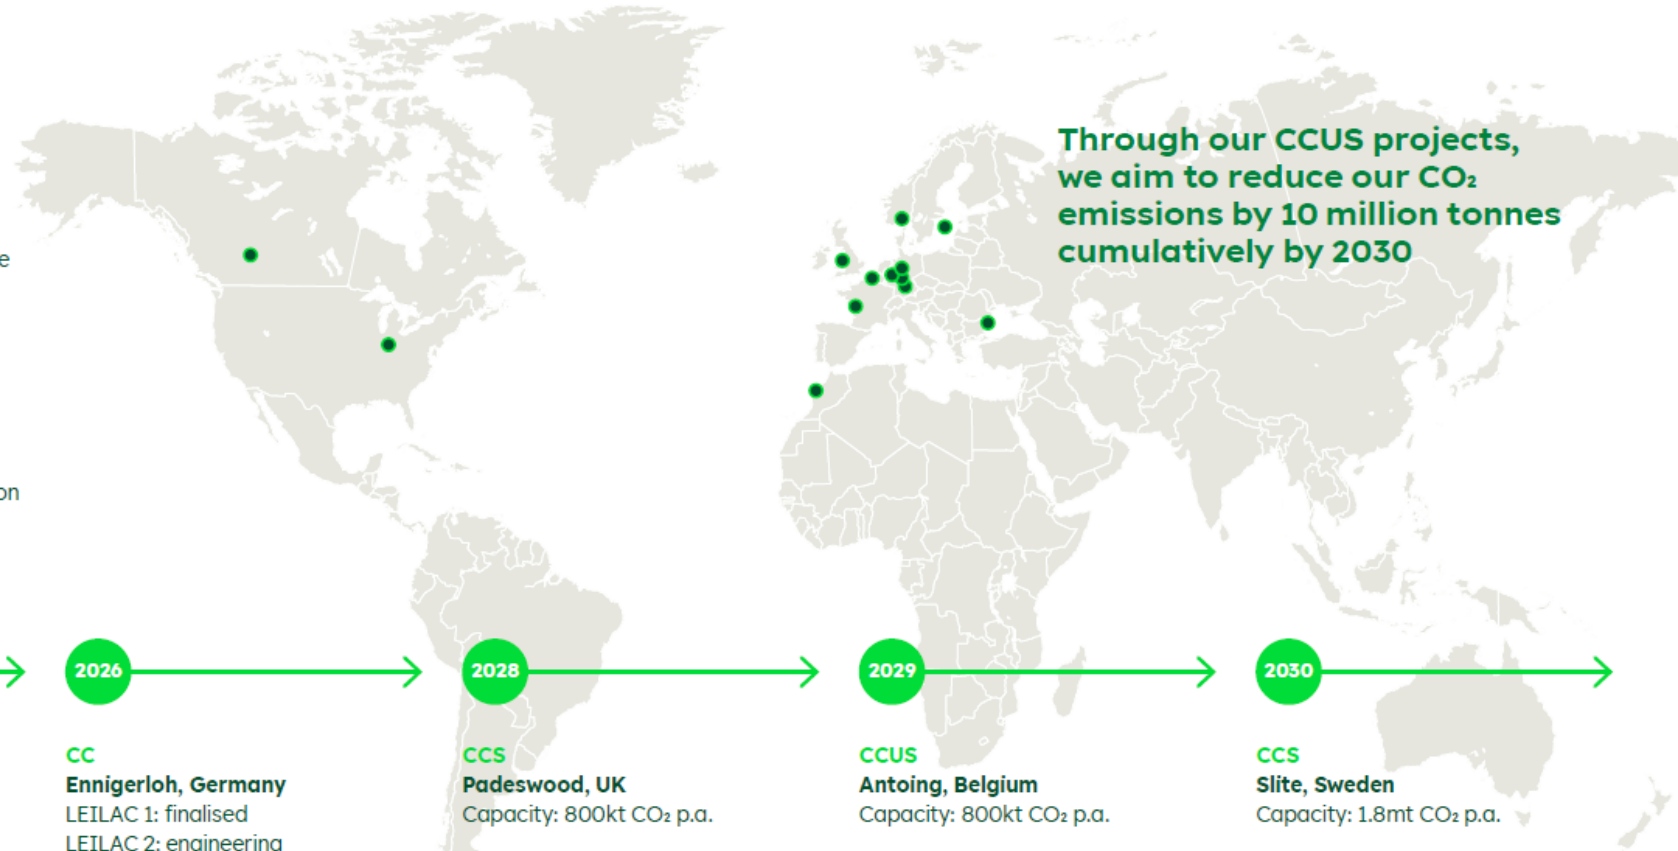 Through our CCUS projects,
we aim to reduce our CO₂
emissions by 10 million tonnes
cumulatively by 2030
e
on
2026
CC
Ennigerloh, Germany
LEILAC 1: finalised
LEILAC 2: engineering
2028
CCS
Padeswood, UK
Capacity: 800kt CO₂ p.a.
2029
CCUS
Antoing, Belgium
Capacity: 800kt CO₂ p.a.
2030
CCS
Slite, Sweden
Capacity: 1.8mt CO₂ p.a.